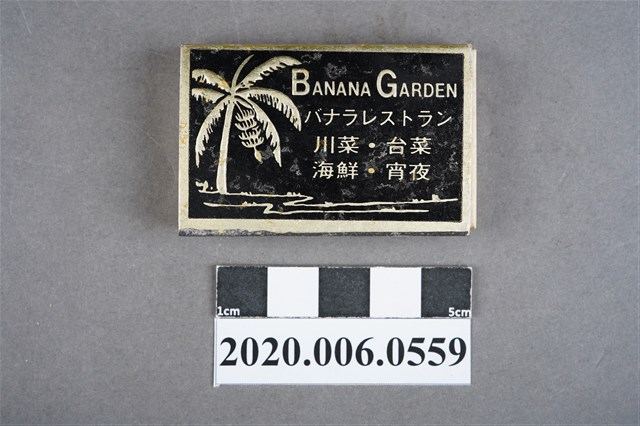 BANANA GARDEN
バナラレストラン
川菜・台菜
海鮮・宵夜
1cm 5cm
2020.006.0559